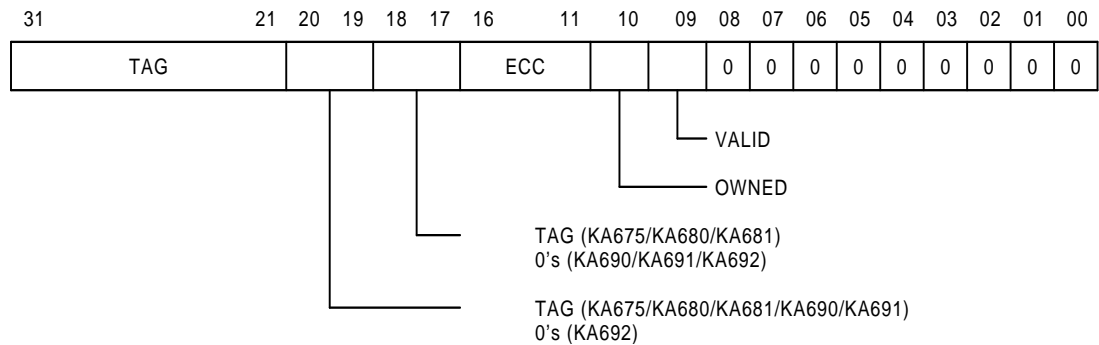 31 21 20 19 18 17 16 11 10 09 08 07 06 05 04 03 02 01 00
TAG ECC 0 0 0 0 0 0 0 0 0
VALID
OWNED
TAG (KA675/KA680/KA681)
0's (KA690/KA691/KA692)
TAG (KA675/KA680/KA681/KA690/KA691)
0's (KA692)